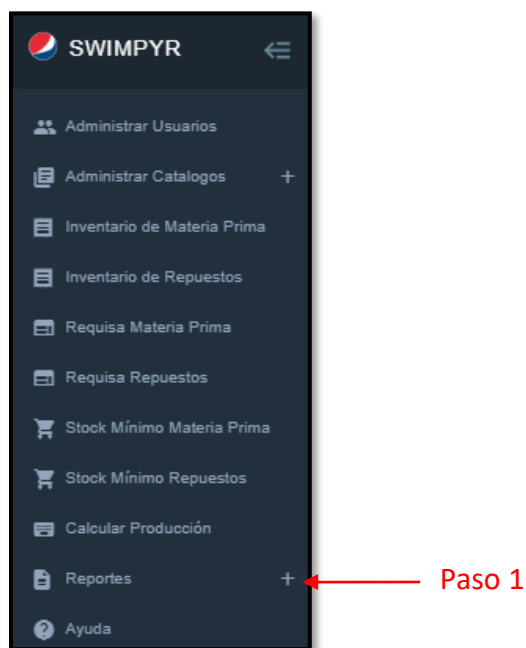 SWIMPYR
Administrar Usuarios
Administrar Catalogos +
Inventario de Materia Prima
Inventario de Repuestos
Requisa Materia Prima
Requisa Repuestos
Stock Mínimo Materia Prima
Stock Mínimo Repuestos
Calcular Producción
Reportes + Paso 1
Ayuda